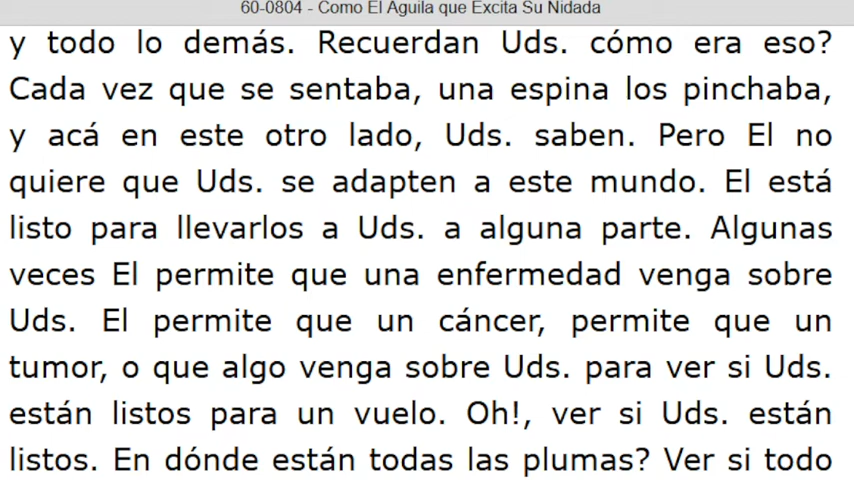 60-0804 - Como El Aguila que Excita Su Nidada
y todo lo demás. Recuerdan Uds. cómo era eso?
Cada vez que se sentaba, una espina los pinchaba,
y acá en este otro lado, Uds. saben. Pero El no
quiere que Uds. se adapten a este mundo. El está
listo para llevarlos a Uds. a alguna parte. Algunas
veces El permite que una enfermedad venga sobre
Uds. El permite que un cáncer, permite que un
tumor, o que algo venga sobre Uds. para ver si Uds.
están listos para un vuelo. Oh!, ver si Uds. están
listos. En dónde están todas las plumas? Ver si todo